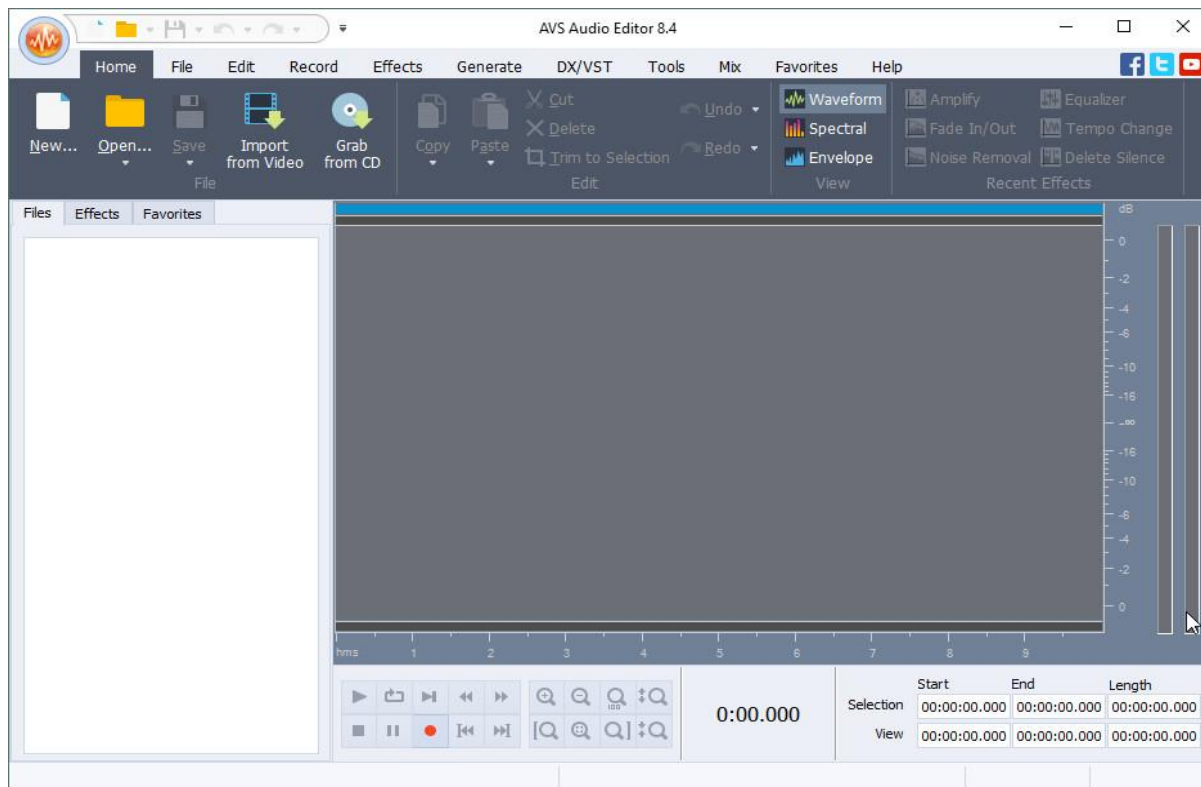 AVS Audio Editor 8.4
Home File Edit Record Effects Generate DX/VST Tools Mix Favorites Help
New... Open... Save Import from Video Grab from CD
File
Copy Paste
Cut
Delete
Trim to Selection
Undo
Redo
Edit
Waveform
Spectral
Envelope
View
Amplify Equalizer
Fade In/Out Tempo Change
Noise Removal Delete Silence
Recent Effects
Files Effects Favorites
dB
0
-2
-4
-6
-10
-16
-∞
-16
-10
-6
-4
-2
0
hms 1 2 3 4 5 6 7 8 9
100
0:00.000
Start End Length
Selection 00:00:00.000 00:00:00.000 00:00:00.000
View 00:00:00.000 00:00:00.000 00:00:00.000